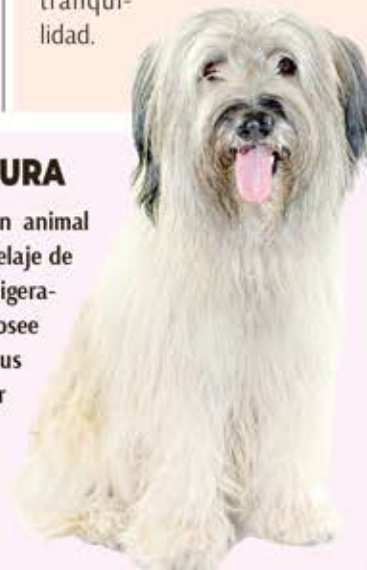 tranqui-
lidad.
URA
n animal
elaje de
igera-
osee
us
r